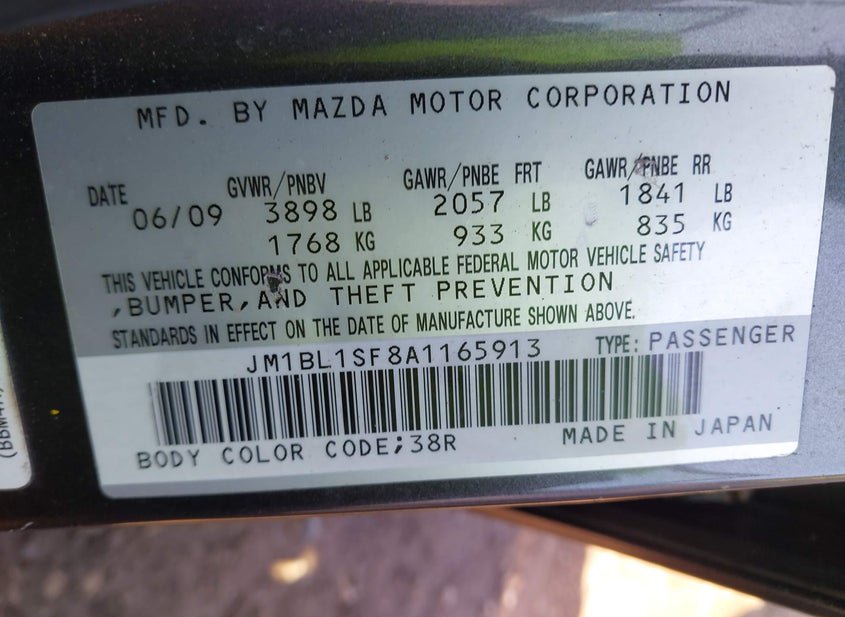 MFD. BY MAZDA MOTOR CORPORATION
DATE GVWR/PNBV GAWR/PNBE FRT GAWR/PNBE RR
06/09 3898 LB 2057 LB 1841 LB
1768 KG 933 KG 835 KG
THIS VEHICLE CONFORMS TO ALL APPLICABLE FEDERAL MOTOR VEHICLE SAFETY
,BUMPER,AND THEFT PREVENTION
STANDARDS IN EFFECT ON THE DATE OF MANUFACTURE SHOWN ABOVE.
JM1BL1SF8A1165913 TYPE: PASSENGER
BODY COLOR CODE;38R MADE IN JAPAN